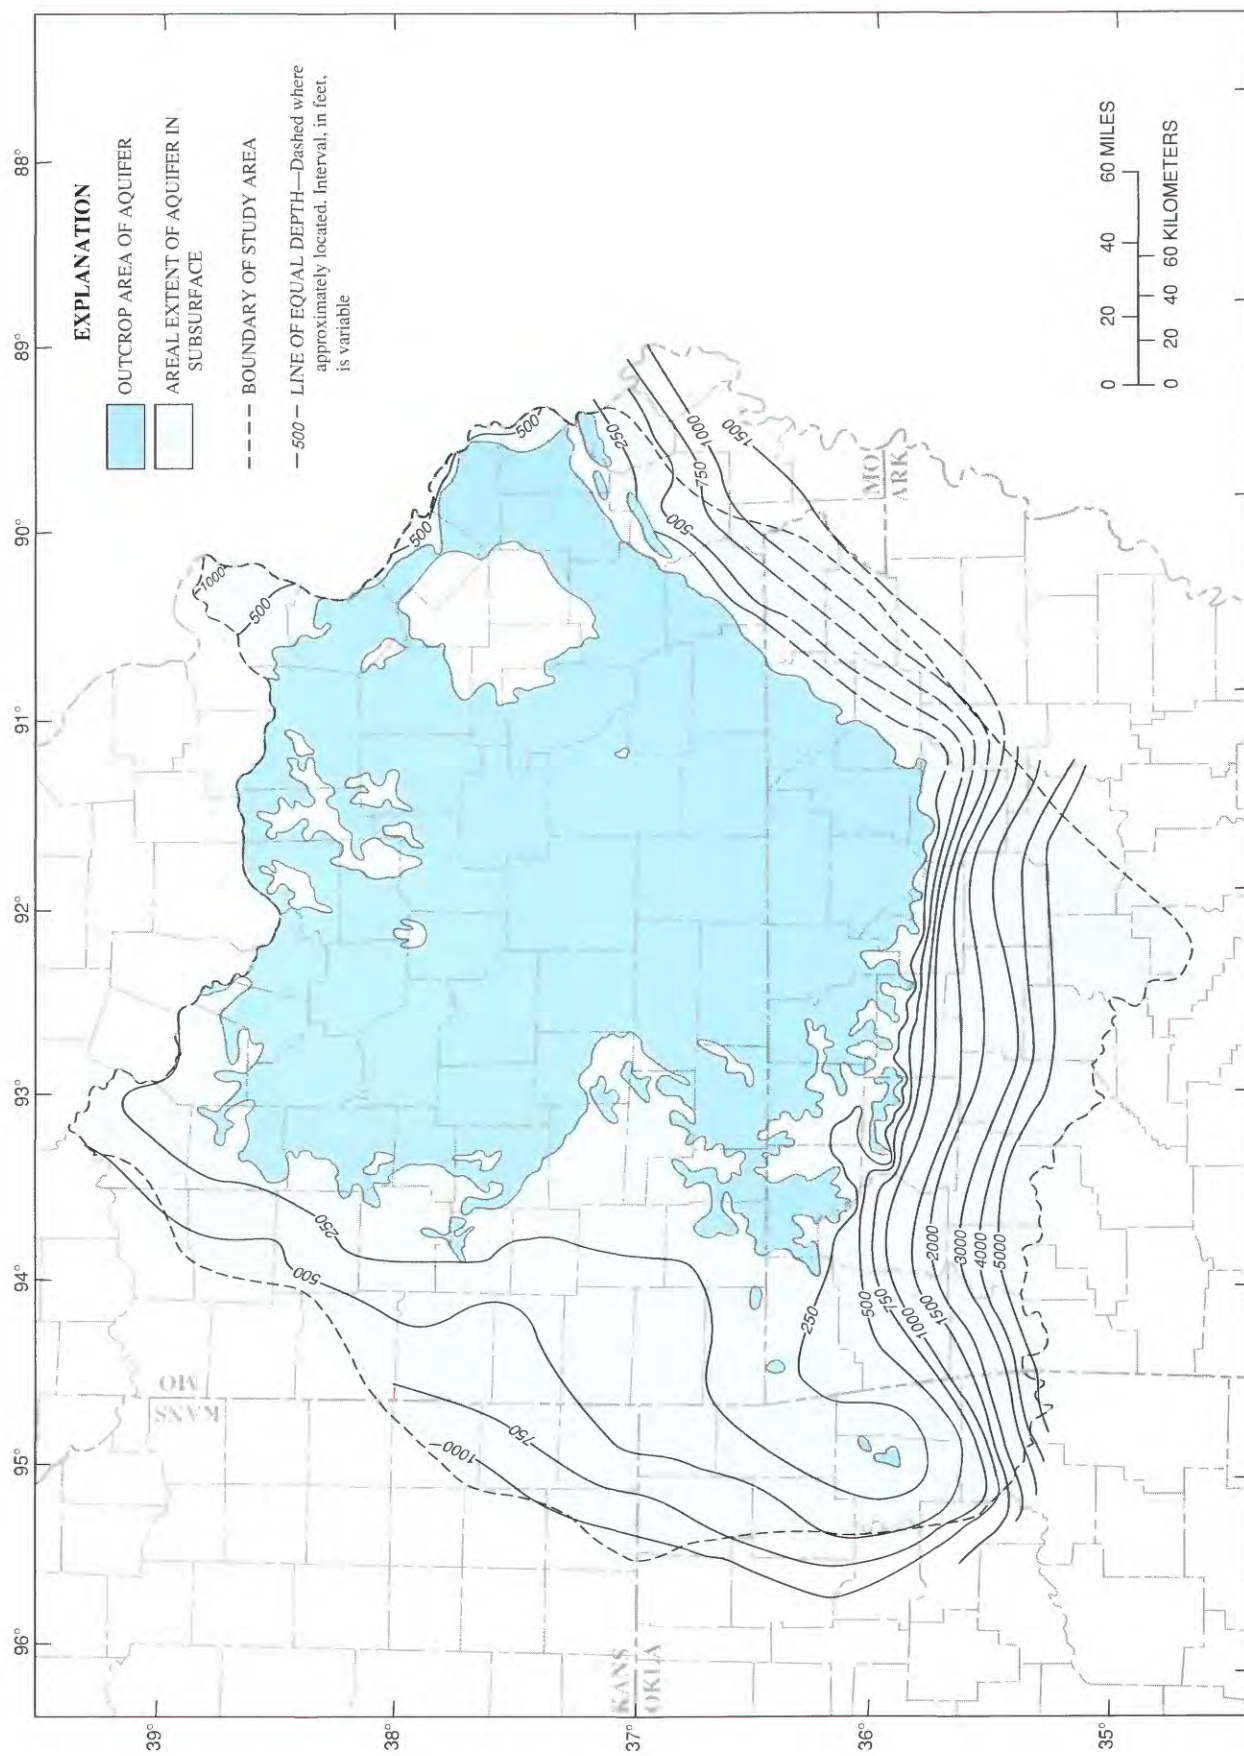 EXPLANATION
OUTCROP AREA OF AQUIFER
AREAL EXTENT OF AQUIFER IN
SUBSURFACE
BOUNDARY OF STUDY AREA
500 LINE OF EQUAL DEPTH—Dashed where
approximately located. Interval, in feet,
is variable
96°
95°
94°
93°
92°
91°
90°
89°
88°
39°
38°
37°
36°
35°
KANS
MO
KANS
OKLA
MO
ARK
1000
500
500
500
250
500
750
1000
1500
250
500
750
1000
250
500
750
1000
1500
2000
3000
4000
5000
0 20 40 60 MILES
0 20 40 60 KILOMETERS